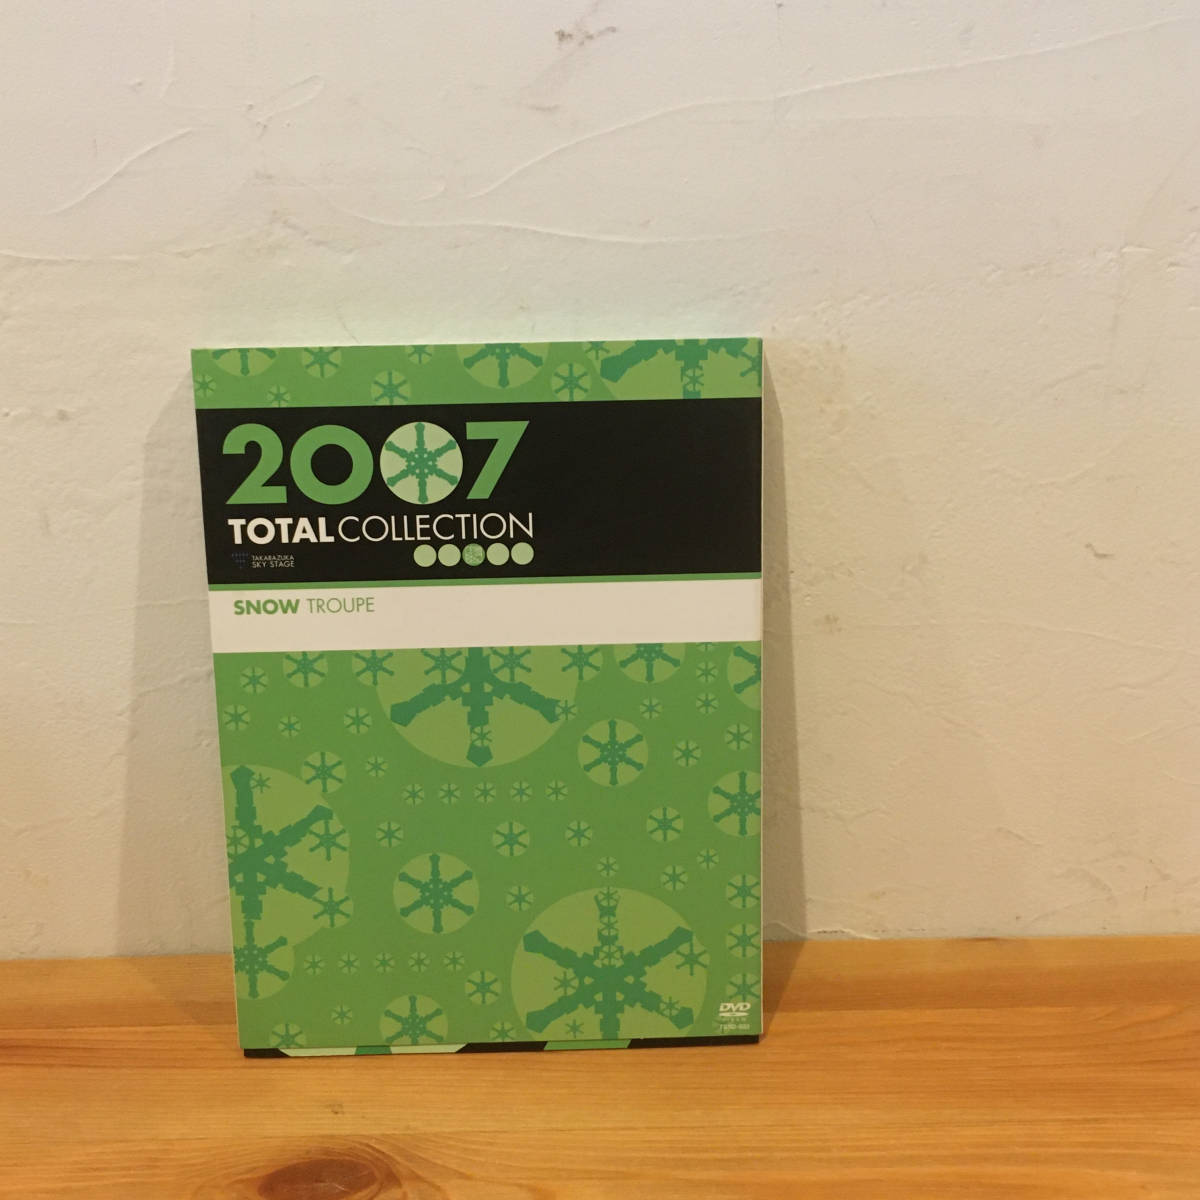 2007
TOTAL COLLECTION
TAKARAZUKA
SKY STAGE
SNOW TROUPE
DVD